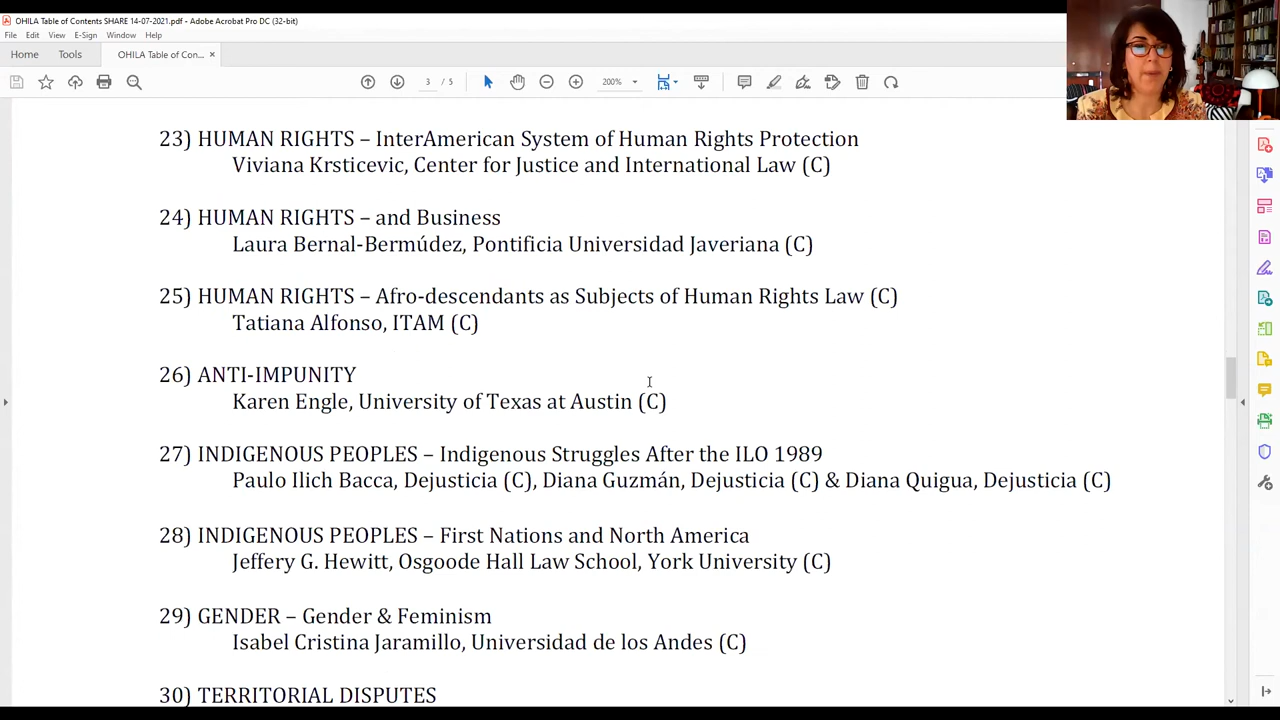 OHILA Table of Contents SHARE 14-07-2021.pdf - Adobe Acrobat Pro DC (32-bit)
File Edit View E-Sign Window Help
Home Tools OHILA Table of Con... ×
3 / 5 200%
23) HUMAN RIGHTS – InterAmerican System of Human Rights Protection
Viviana Krsticevic, Center for Justice and International Law (C)
24) HUMAN RIGHTS – and Business
Laura Bernal-Bermúdez, Pontificia Universidad Javeriana (C)
25) HUMAN RIGHTS – Afro-descendants as Subjects of Human Rights Law (C)
Tatiana Alfonso, ITAM (C)
26) ANTI-IMPUNITY
Karen Engle, University of Texas at Austin (C)
27) INDIGENOUS PEOPLES – Indigenous Struggles After the ILO 1989
Paulo Ilich Bacca, Dejusticia (C), Diana Guzmán, Dejusticia (C) & Diana Quigua, Dejusticia (C)
28) INDIGENOUS PEOPLES – First Nations and North America
Jeffery G. Hewitt, Osgoode Hall Law School, York University (C)
29) GENDER – Gender & Feminism
Isabel Cristina Jaramillo, Universidad de los Andes (C)
30) TERRITORIAL DISPUTES